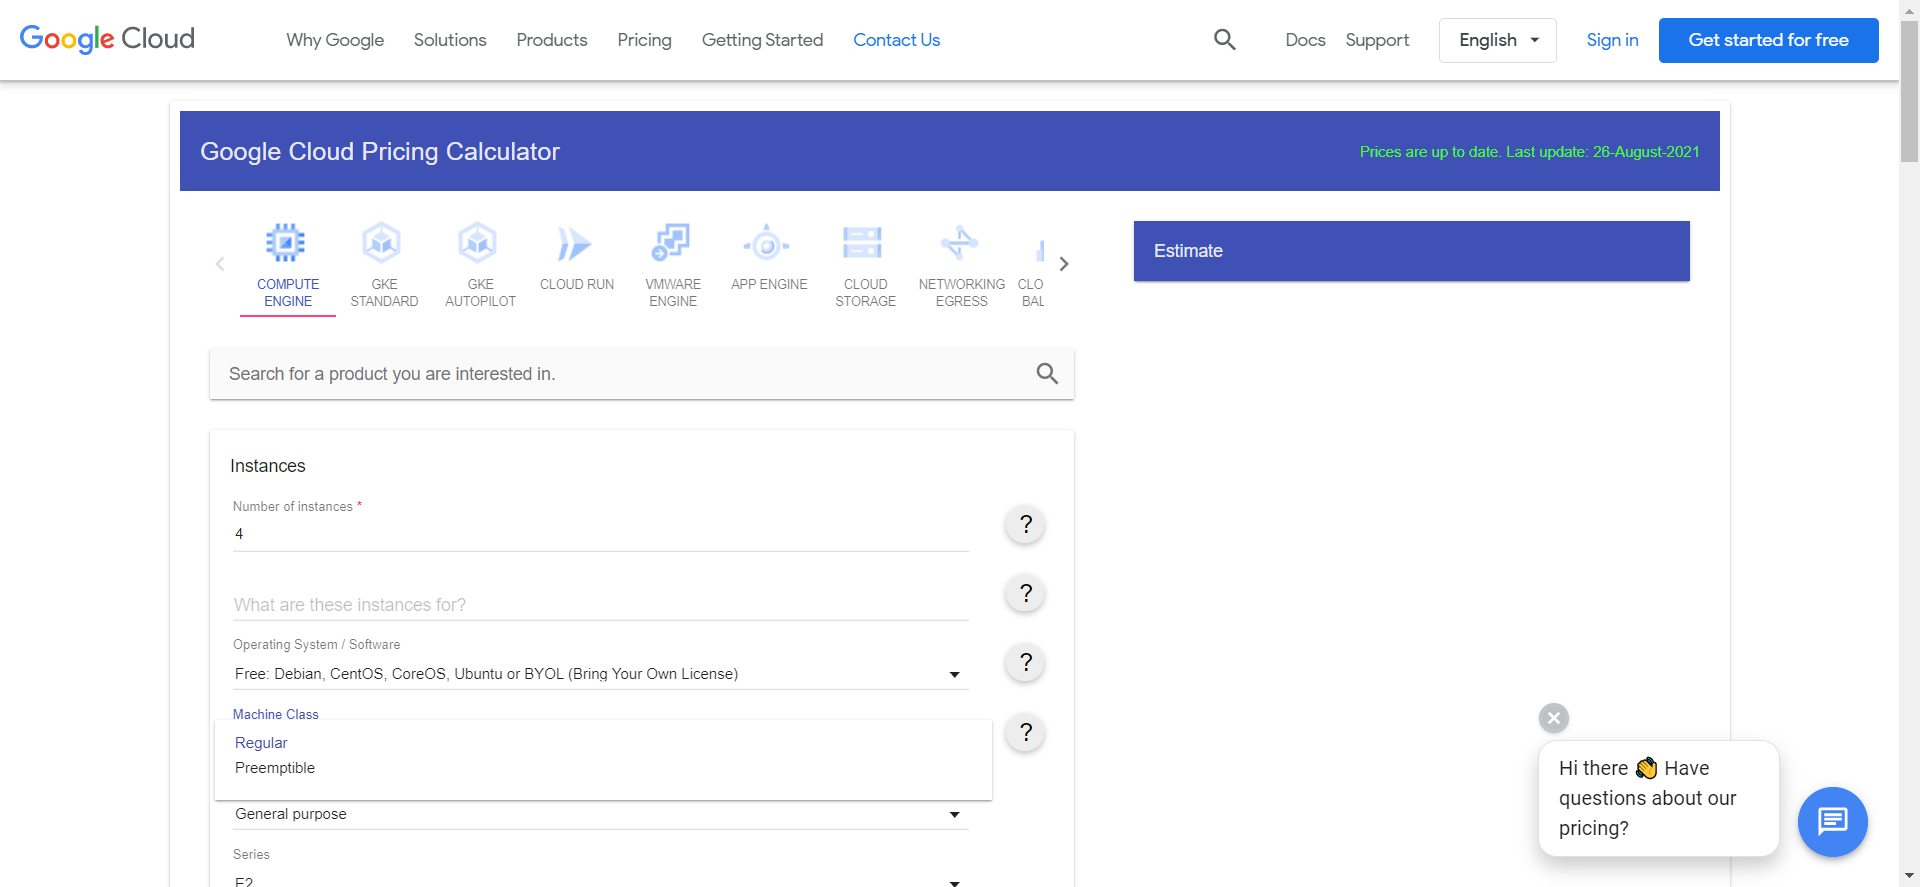 Google Cloud
Why Google
Solutions
Products
Pricing
Getting Started
Contact Us
Docs
Support
English
Sign in
Get started for free
Google Cloud Pricing Calculator
Prices are up to date. Last update: 26-August-2021
COMPUTE
ENGINE
GKE
STANDARD
GKE
AUTOPILOT
CLOUD RUN
VMWARE
ENGINE
APP ENGINE
CLOUD
STORAGE
NETWORKING
EGRESS
CLO
BAL
Estimate
Search for a product you are interested in.
Instances
Number of instances *
4
?
What are these instances for?
?
Operating System / Software
Free: Debian, CentOS, CoreOS, Ubuntu or BYOL (Bring Your Own License)
?
Machine Class
Regular
Preemptible
?
General purpose
Series
E2
Hi there 👋 Have
questions about our
pricing?